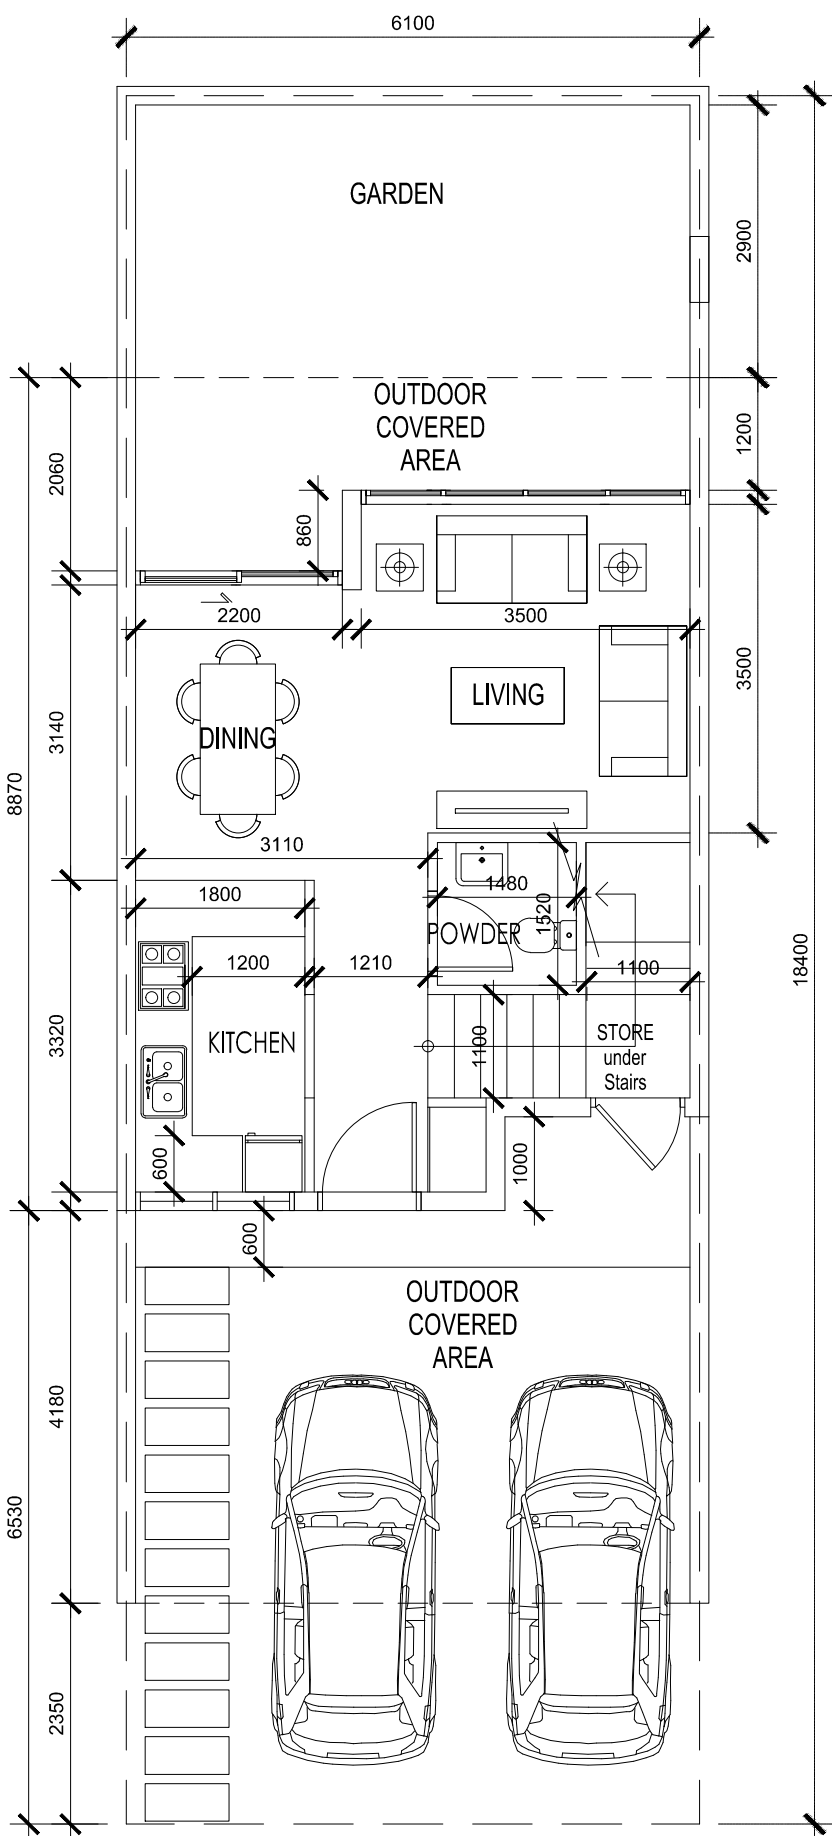 6100
GARDEN
2900
OUTDOOR
COVERED
AREA
1200
2060
860
2200
3500
3500
LIVING
DINING
3140
8870
3110
1800
1480
1520
POWDER
1200
1210
1100
18400
3320
KITCHEN
1100
STORE
under
Stairs
600
1000
600
OUTDOOR
COVERED
AREA
4180
6530
2350